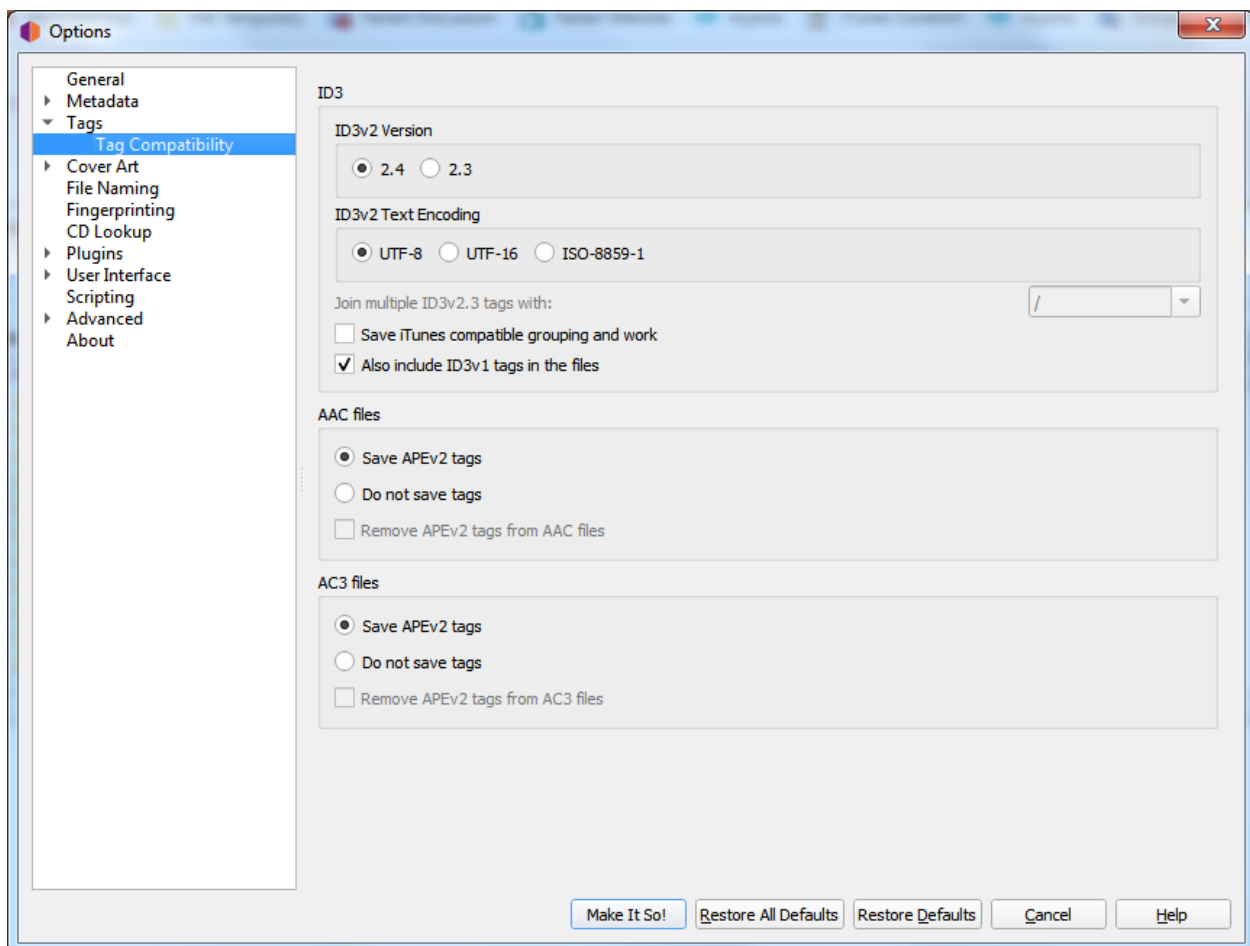 Options
General
Metadata
Tags
Tag Compatibility
Cover Art
File Naming
Fingerprinting
CD Lookup
Plugins
User Interface
Scripting
Advanced
About
ID3
ID3v2 Version
2.4 2.3
ID3v2 Text Encoding
UTF-8 UTF-16 ISO-8859-1
Join multiple ID3v2.3 tags with: /
Save iTunes compatible grouping and work
Also include ID3v1 tags in the files
AAC files
Save APEv2 tags
Do not save tags
Remove APEv2 tags from AAC files
AC3 files
Save APEv2 tags
Do not save tags
Remove APEv2 tags from AC3 files
Make It So! Restore All Defaults Restore Defaults Cancel Help